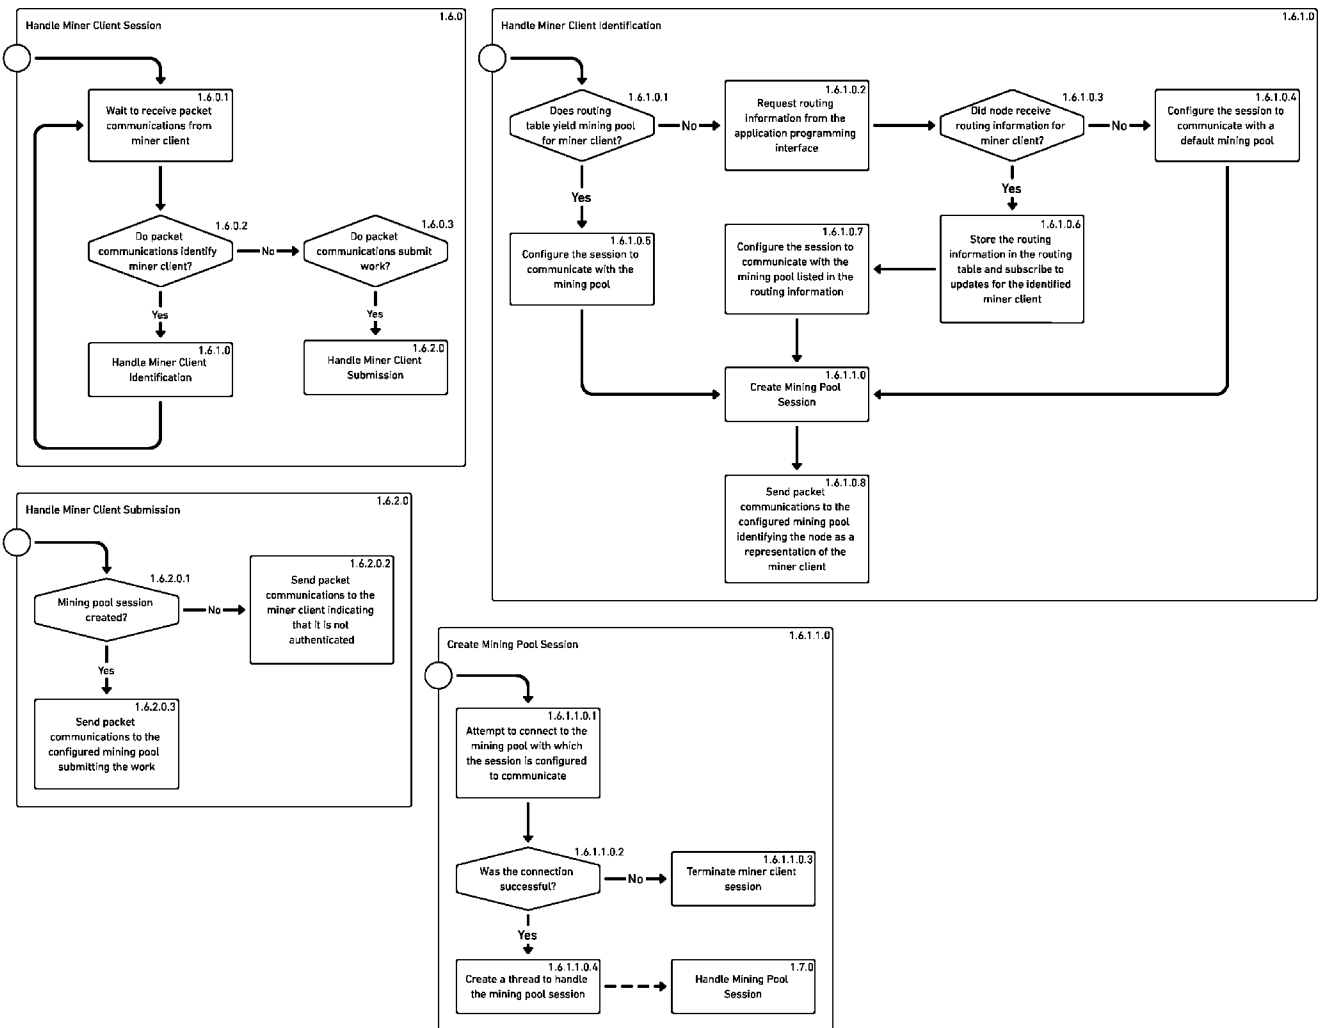 Handle Miner Client Session
1.6.0
1.6.0.1
Wait to receive packet
communications from
miner client
1.6.0.2
Do packet
communications identify
miner client?
No
1.6.0.3
Do packet
communications submit
work?
Yes
Yes
1.6.1.0
Handle Miner Client
Identification
1.6.2.0
Handle Miner Client
Submission
Handle Miner Client Identification
1.6.1.0
1.6.1.0.1
Does routing
table yield mining pool
for miner client?
No
1.6.1.0.2
Request routing
information from the
application programming
interface
1.6.1.0.3
Did node receive
routing information for
miner client?
No
1.6.1.0.4
Configure the session to
communicate with a
default mining pool
Yes
Yes
1.6.1.0.5
Configure the session to
communicate with the
mining pool
1.6.1.0.7
Configure the session to
communicate with the
mining pool listed in the
routing information
1.6.1.0.6
Store the routing
information in the routing
table and subscribe to
updates for the identified
miner client
1.6.1.1.0
Create Mining Pool
Session
1.6.1.0.8
Send packet
communications to the
configured mining pool
identifying the node as a
representation of the
miner client
Handle Miner Client Submission
1.6.2.0
1.6.2.0.1
Mining pool session
created?
No
1.6.2.0.2
Send packet
communications to the
miner client indicating
that it is not
authenticated
Yes
1.6.2.0.3
Send packet
communications to the
configured mining pool
submitting the work
Create Mining Pool Session
1.6.1.1.0
1.6.1.1.0.1
Attempt to connect to the
mining pool with which
the session is configured
to communicate
1.6.1.1.0.2
Was the connection
successful?
No
1.6.1.1.0.3
Terminate miner client
session
Yes
1.6.1.1.0.4
Create a thread to handle
the mining pool session
1.7.0
Handle Mining Pool
Session